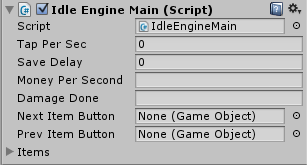 Idle Engine Main (Script)
Script IdleEngineMain
Tap Per Sec 0
Save Delay 0
Money Per Second
Damage Done
Next Item Button None (Game Object)
Prev Item Button None (Game Object)
Items